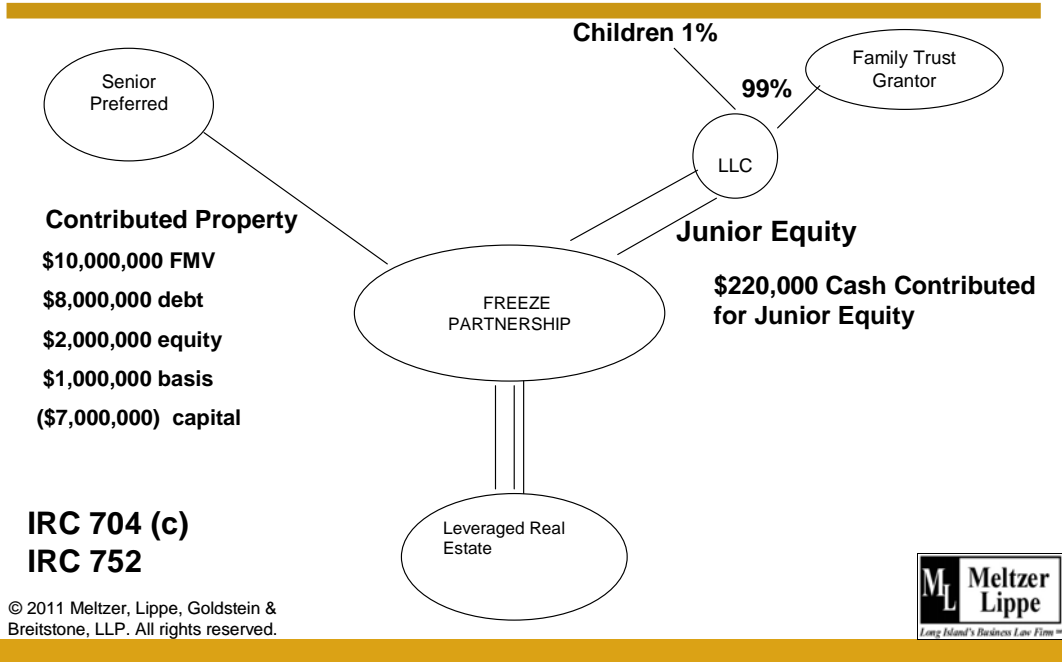 Children 1%
Senior
Preferred
Family Trust
Grantor
99%
LLC
Contributed Property
$10,000,000 FMV
$8,000,000 debt
$2,000,000 equity
$1,000,000 basis
($7,000,000) capital
Junior Equity
$220,000 Cash Contributed
for Junior Equity
FREEZE
PARTNERSHIP
IRC 704 (c)
IRC 752
Leveraged Real
Estate
© 2011 Meltzer, Lippe, Goldstein &
Breitstone, LLP. All rights reserved.
ML
Meltzer
Lippe
Long Island's Business Law Firm SM